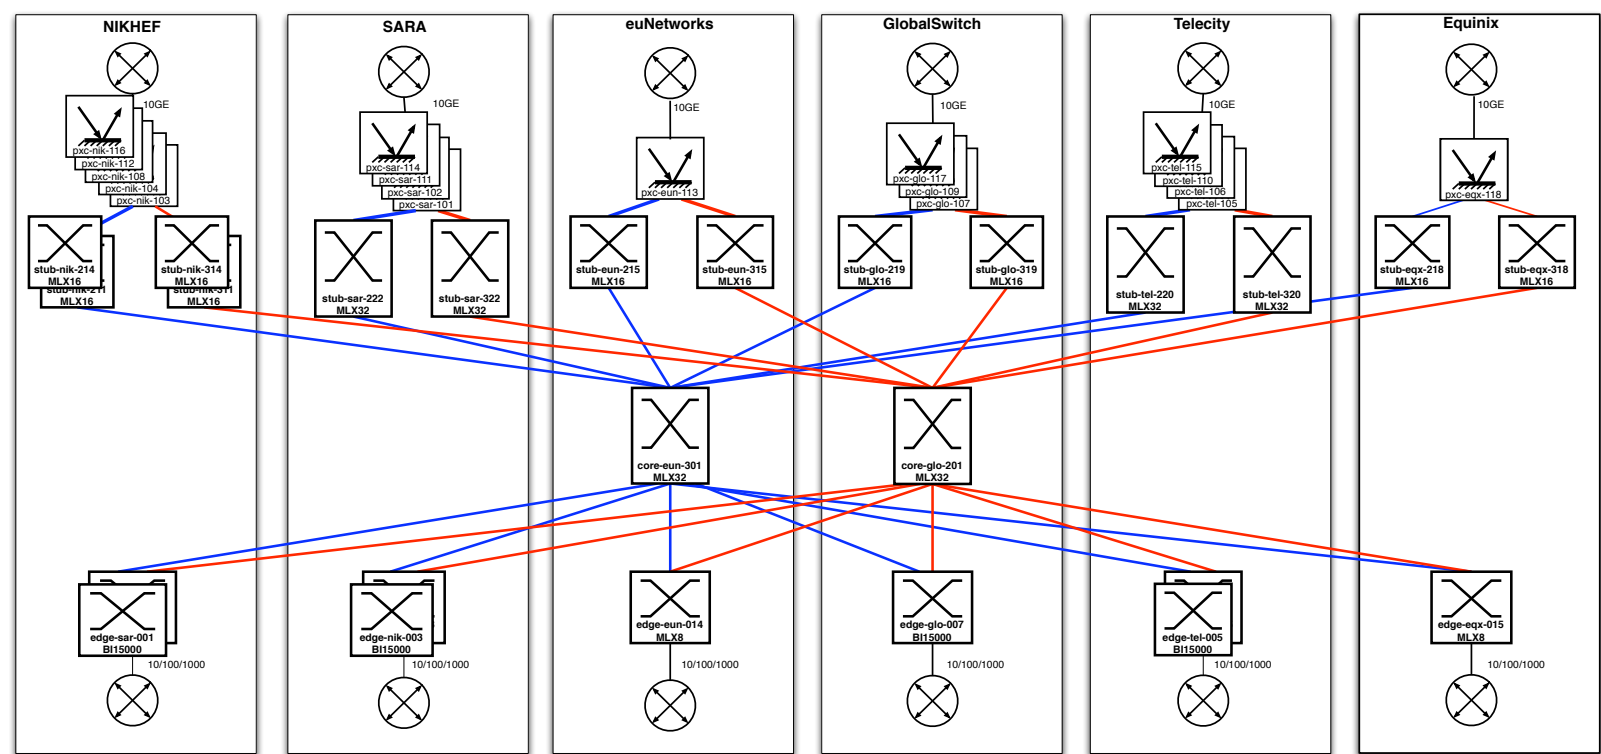 NIKHEF
SARA
euNetworks
GlobalSwitch
Telecity
Equinix
10GE
10GE
10GE
10GE
10GE
10GE
pxc-nik-116
pxc-nik-112
pxc-nik-108
pxc-nik-104
pxc-nik-103
pxc-sar-114
pxc-sar-111
pxc-sar-102
pxc-sar-101
pxc-eun-113
pxc-glo-117
pxc-glo-109
pxc-glo-107
pxc-tel-115
pxc-tel-110
pxc-tel-106
pxc-tel-105
pxc-eqx-118
stub-nik-214
MLX16
stub-nik-211
MLX16
stub-nik-314
MLX16
stub-nik-311
MLX16
stub-sar-222
MLX32
stub-sar-322
MLX32
stub-eun-215
MLX16
stub-eun-315
MLX16
stub-glo-219
MLX16
stub-glo-319
MLX16
stub-tel-220
MLX32
stub-tel-320
MLX32
stub-eqx-218
MLX16
stub-eqx-318
MLX16
core-eun-301
MLX32
core-glo-201
MLX32
edge-sar-001
BI15000
edge-nik-003
BI15000
edge-eun-014
MLX8
edge-glo-007
BI15000
edge-tel-005
BI15000
edge-eqx-015
MLX8
10/100/1000
10/100/1000
10/100/1000
10/100/1000
10/100/1000
10/100/1000